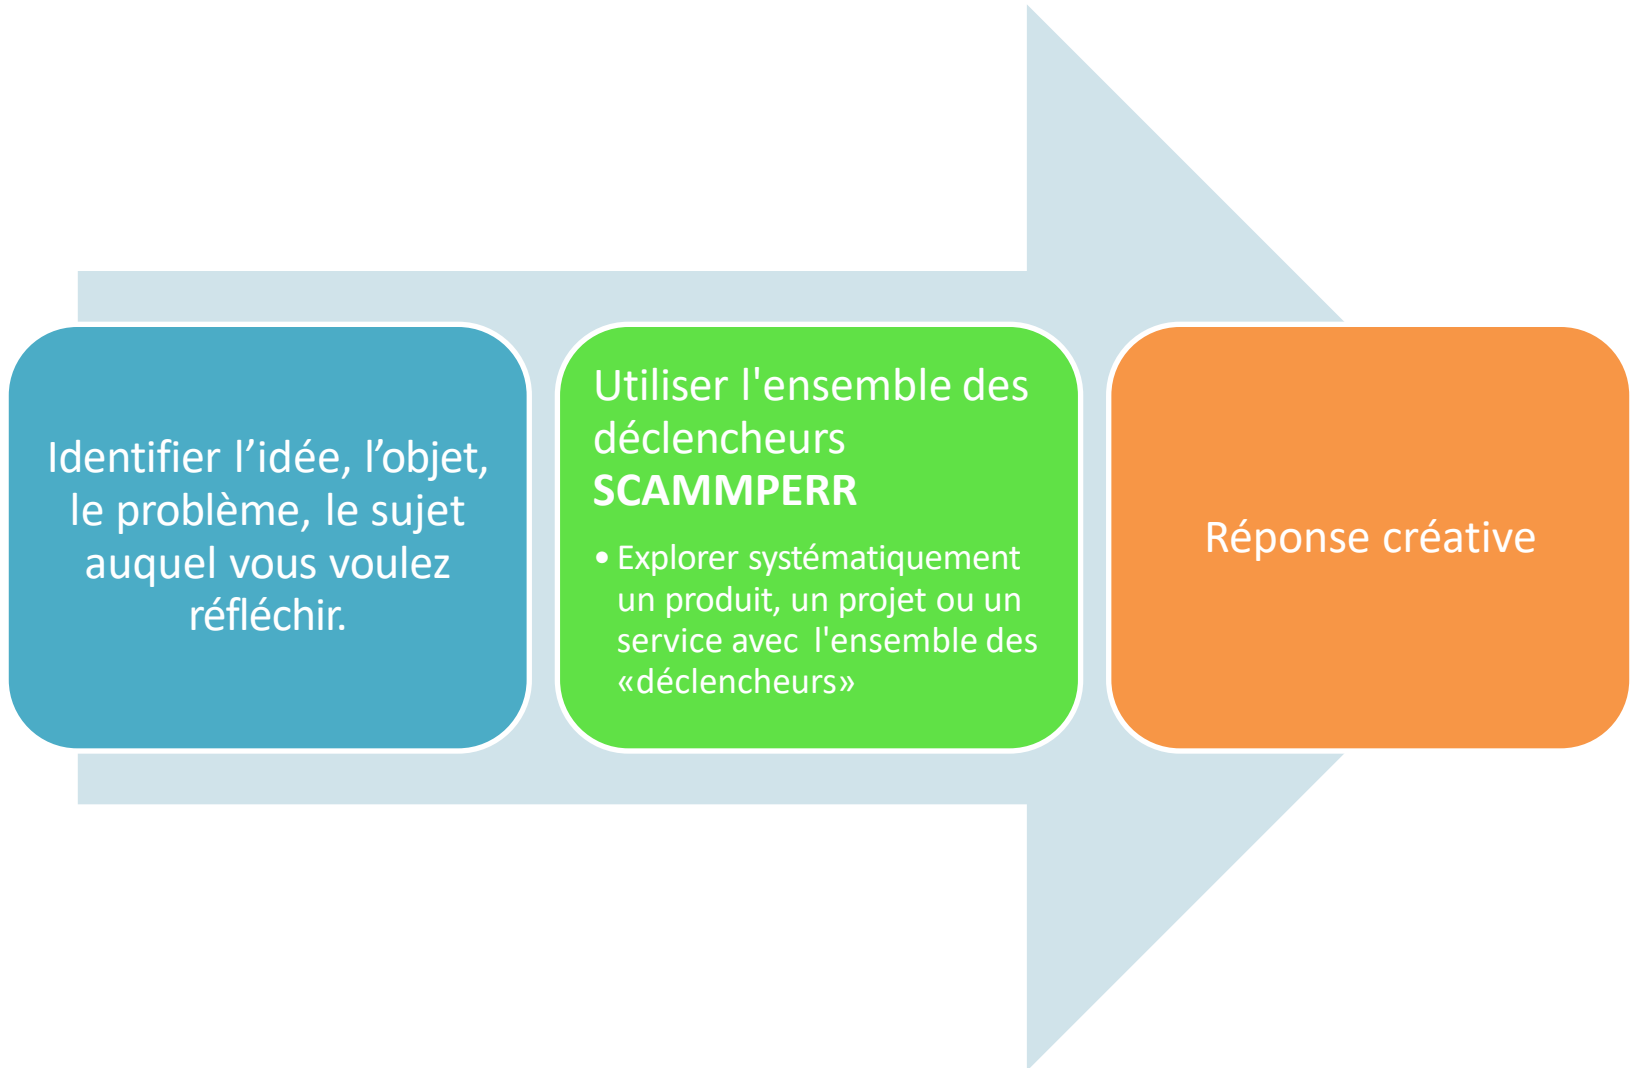 Identifier l’idée, l’objet,
le problème, le sujet
auquel vous voulez
réfléchir.
Utiliser l'ensemble des
déclencheurs
SCAMMPERR
• Explorer systématiquement
un produit, un projet ou un
service avec l'ensemble des
«déclencheurs»
Réponse créative